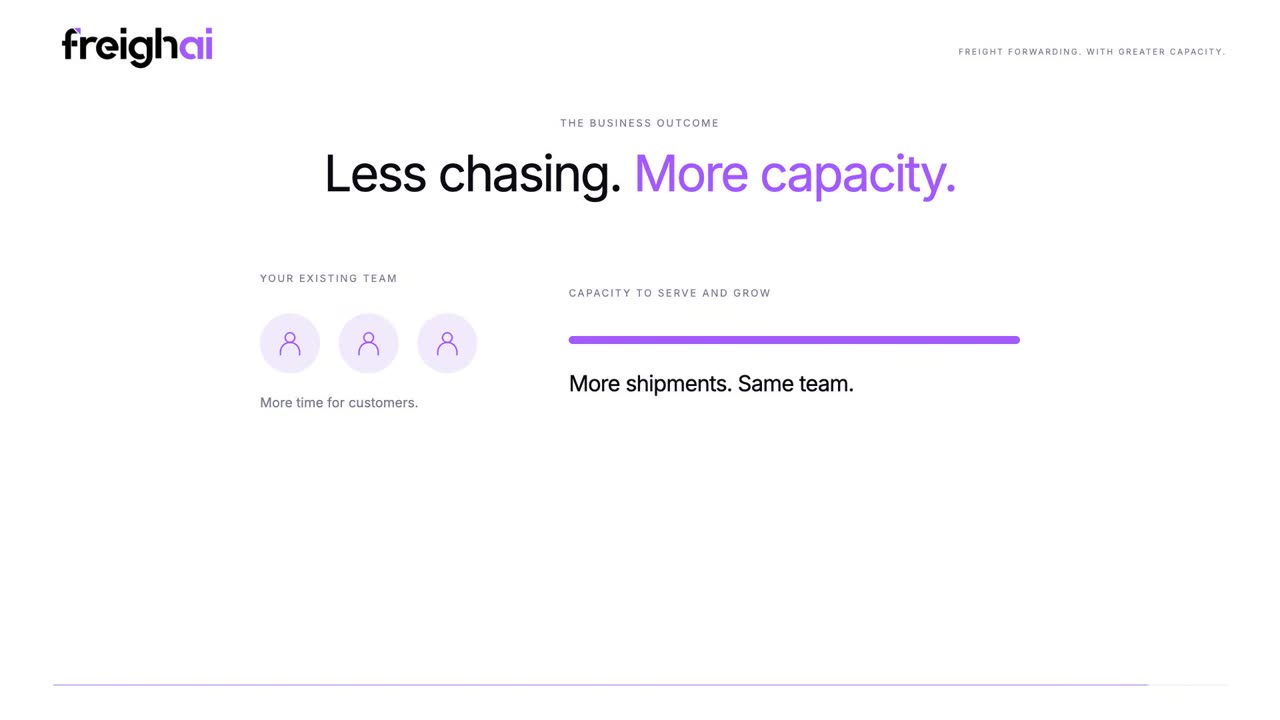 freighai
FREIGHT FORWARDING. WITH GREATER CAPACITY.
THE BUSINESS OUTCOME
Less chasing. More capacity.
YOUR EXISTING TEAM
More time for customers.
CAPACITY TO SERVE AND GROW
More shipments. Same team.